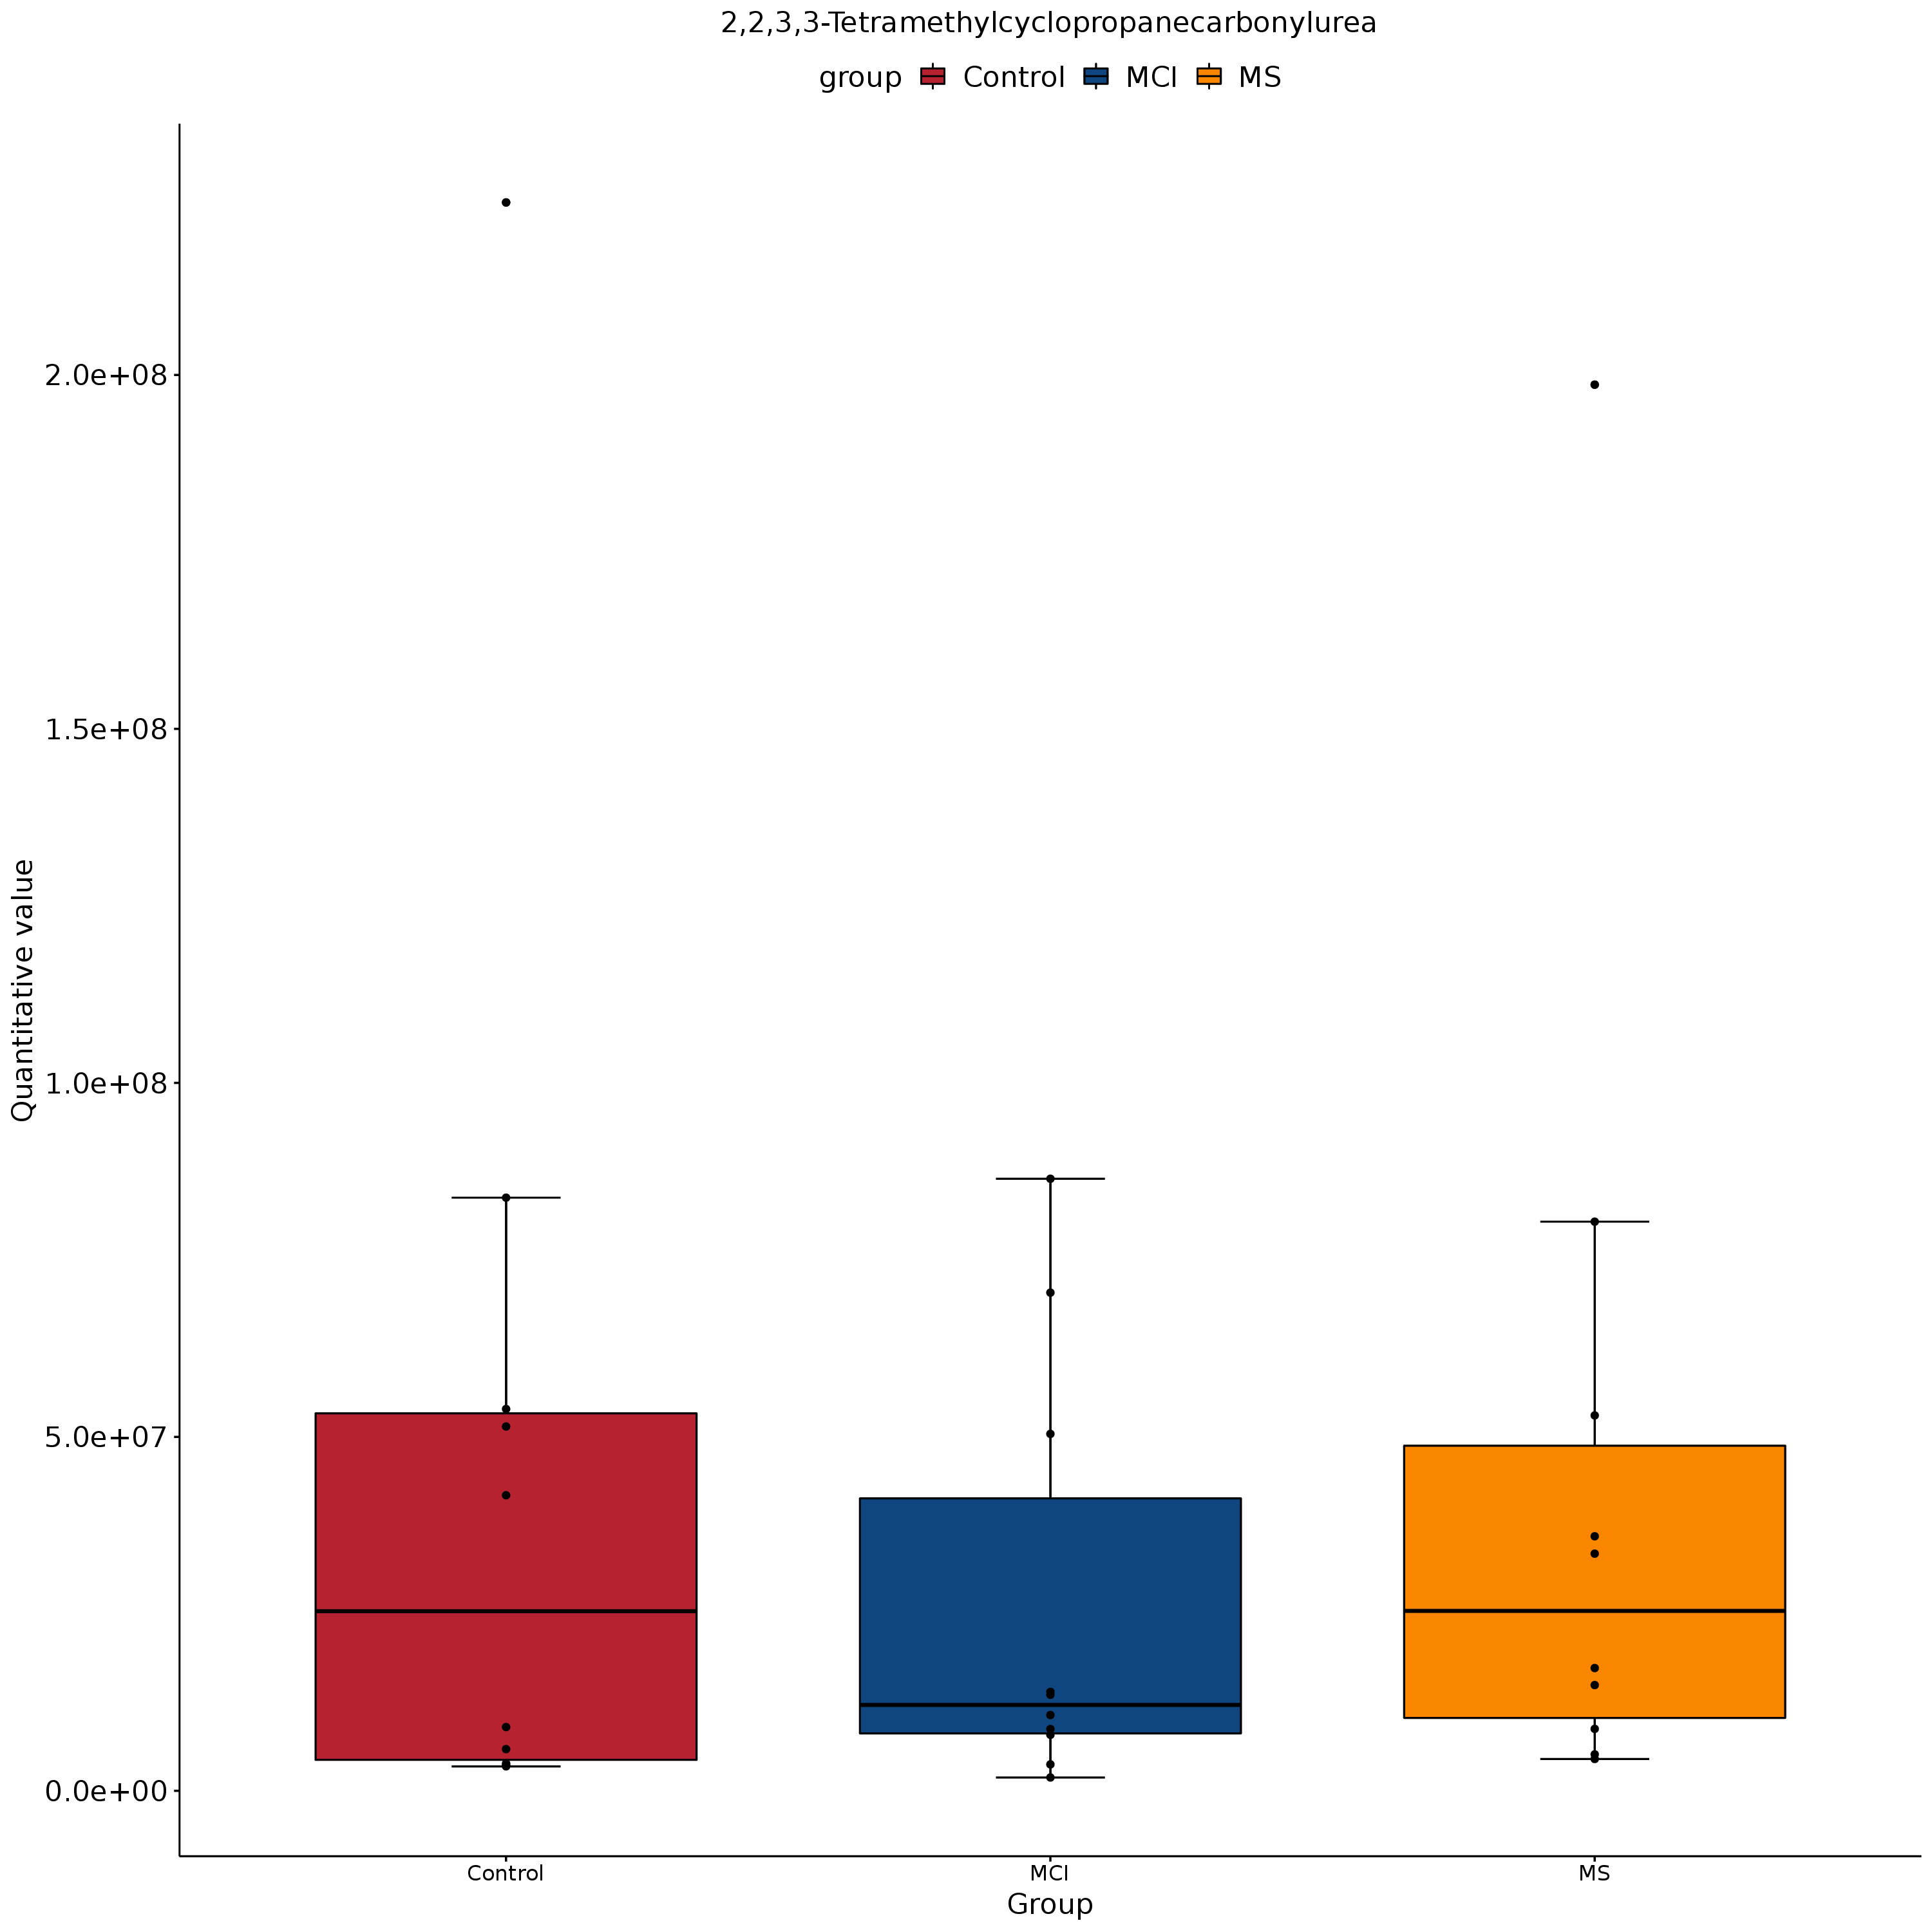 2,2,3,3-Tetramethylcyclopropanecarbonylurea
group Control MCI MS
Quantitative value
2.0e+08
1.5e+08
1.0e+08
5.0e+07
0.0e+00
Control MCI MS
Group